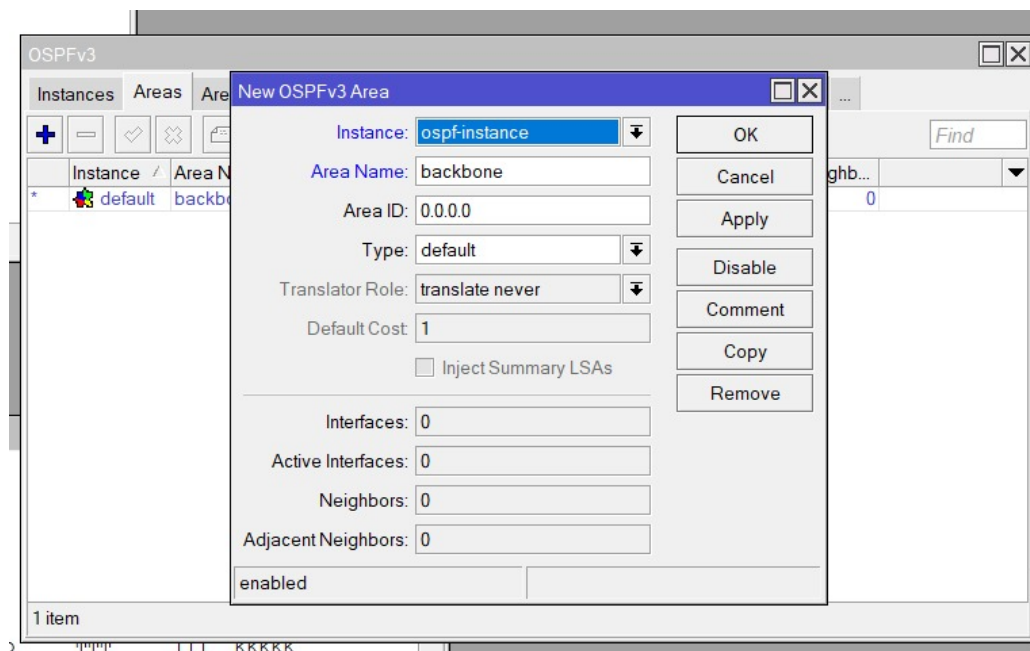 OSPFv3
Instances Areas Are ...
Find
Instance Area N ghb...
* default backbo 0
New OSPFv3 Area
Instance: ospf-instance
Area Name: backbone
Area ID: 0.0.0.0
Type: default
Translator Role: translate never
Default Cost: 1
Inject Summary LSAs
Interfaces: 0
Active Interfaces: 0
Neighbors: 0
Adjacent Neighbors: 0
enabled
OK
Cancel
Apply
Disable
Comment
Copy
Remove
1 item